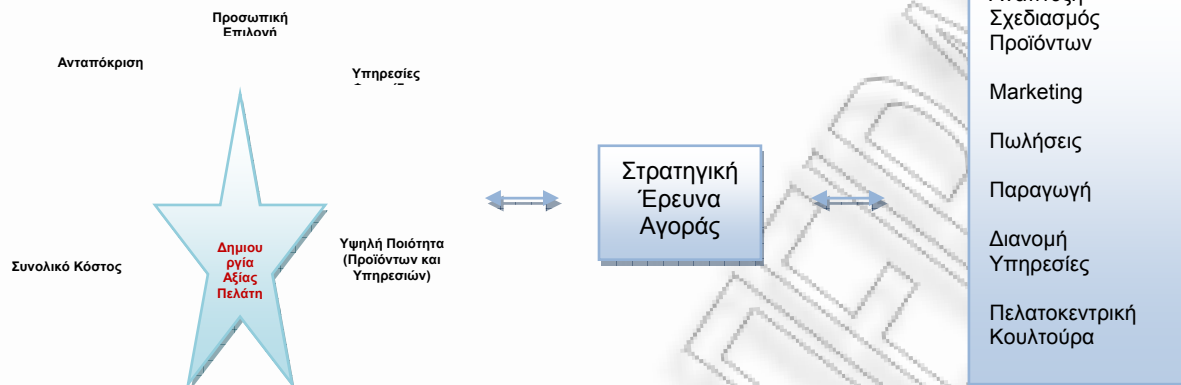 Προσωπική
Επιλογή
Ανταπόκριση
Υπηρεσίες
Συνολικό Κόστος
Δημιου
ργία
Αξίας
Πελάτη
Υψηλή Ποιότητα
(Προϊόντων και
Υπηρεσιών)
Στρατηγική
Έρευνα
Αγοράς
Σχεδιασμός
Προϊόντων
Marketing
Πωλήσεις
Παραγωγή
Διανομή
Υπηρεσίες
Πελατοκεντρική
Κουλτούρα